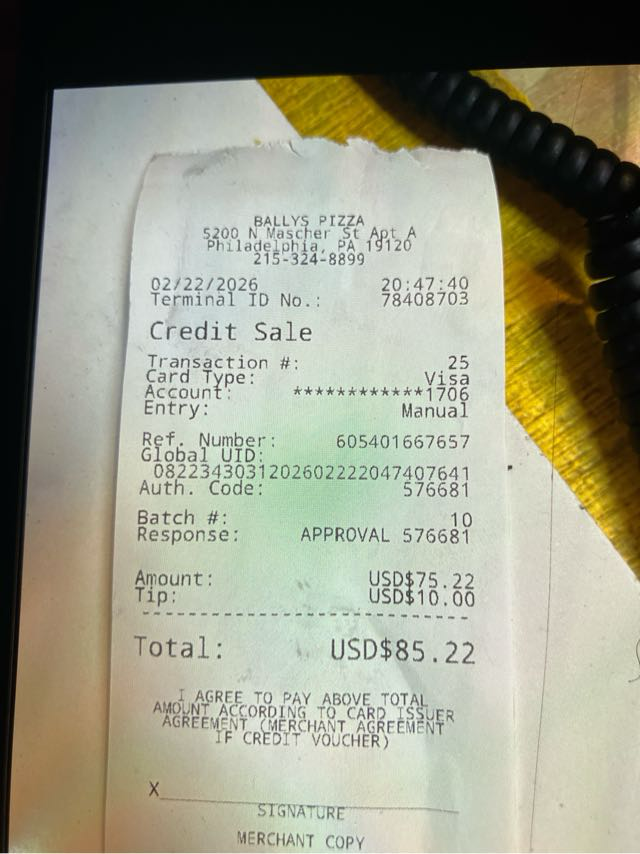 BALLYS PIZZA
5200 N Mascher St Apt A
Philadelphia, PA 19120
215-324-8899
02/22/2026 20:47:40
Terminal ID No.: 78408703
Credit Sale
Transaction #: 25
Card Type: Visa
Account: ************1706
Entry: Manual
Ref. Number: 605401667657
Global UID:
0822343031202602222047407641
Auth. Code: 576681
Batch #: 10
Response: APPROVAL 576681
Amount: USD$75.22
Tip: USD$10.00
Total: USD$85.22
I AGREE TO PAY ABOVE TOTAL
AMOUNT ACCORDING TO CARD ISSUER
AGREEMENT (MERCHANT AGREEMENT
IF CREDIT VOUCHER)
X
SIGNATURE
MERCHANT COPY